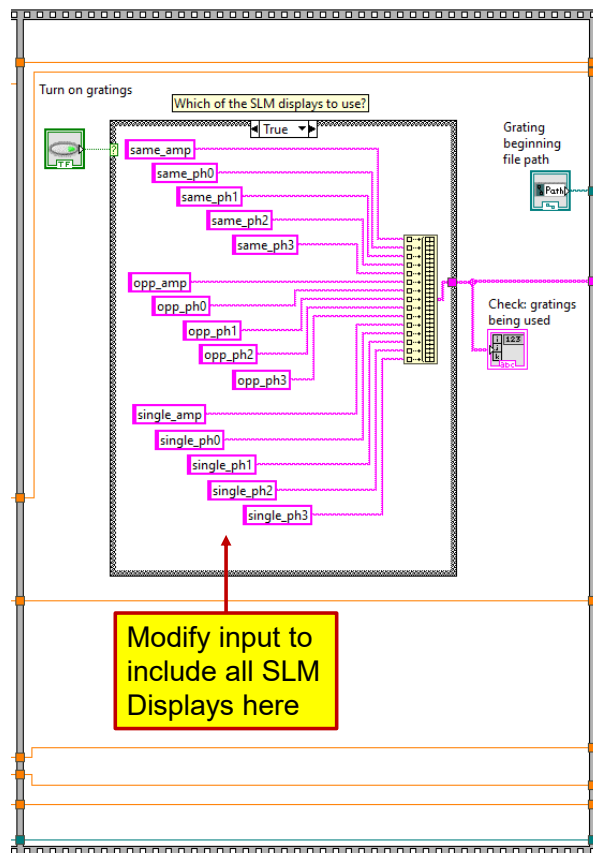 Turn on gratings
Which of the SLM displays to use?
True
TF
?
same_amp
same_ph0
same_ph1
same_ph2
same_ph3
opp_amp
opp_ph0
opp_ph1
opp_ph2
opp_ph3
single_amp
single_ph0
single_ph1
single_ph2
single_ph3
Grating
beginning
file path
Path
Check: gratings
being used
i 123
j
k
abc
Modify input to
include all SLM
Displays here